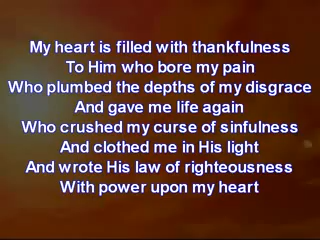 My heart is filled with thankfulness
To Him who bore my pain
Who plumbed the depths of my disgrace
And gave me life again
Who crushed my curse of sinfulness
And clothed me in His light
And wrote His law of righteousness
With power upon my heart